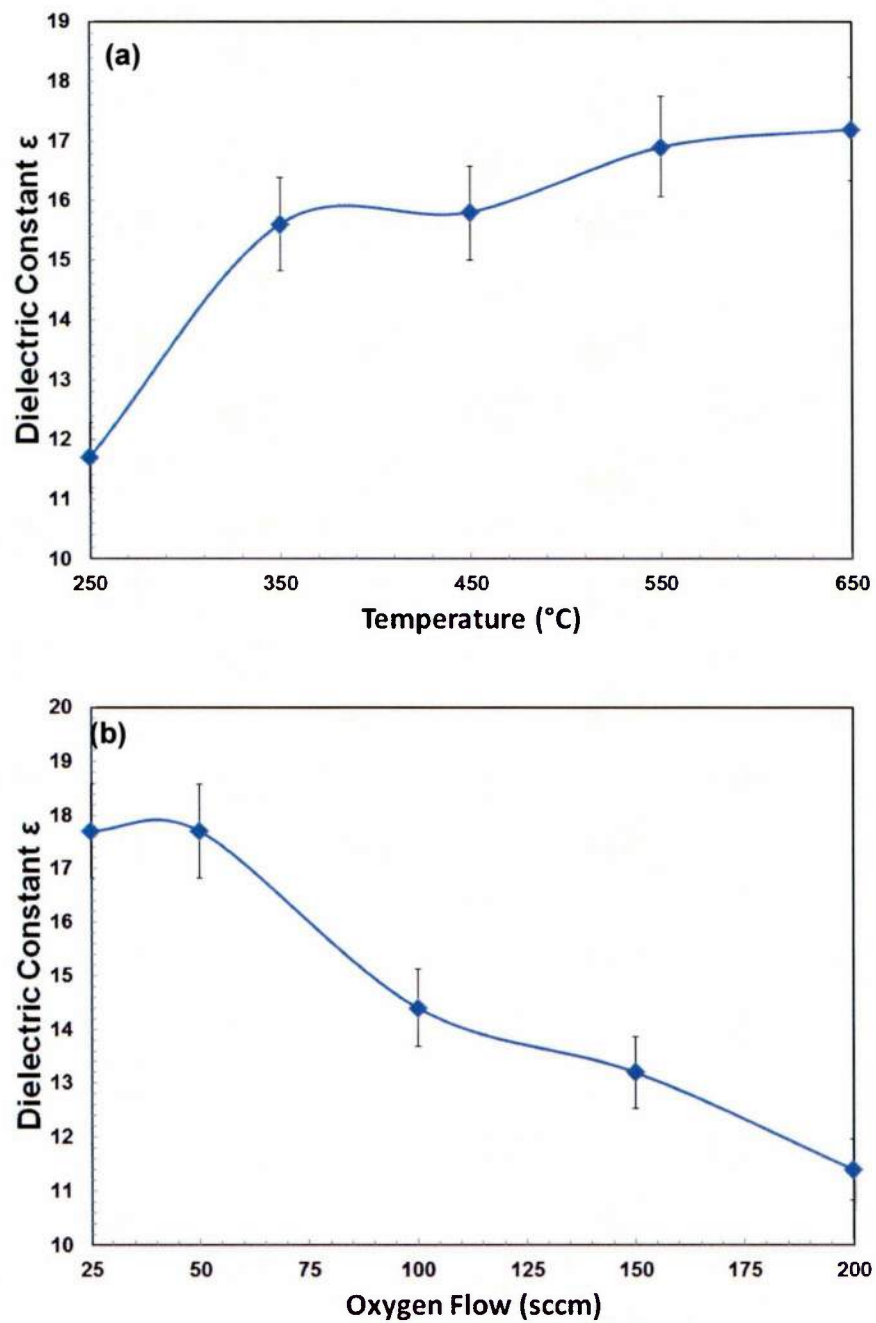 (a)
19
18
17
16
15
14
13
12
11
10
Dielectric Constant ε
250 350 450 550 650
Temperature (°C)
(b)
20
19
18
17
16
15
14
13
12
11
10
Dielectric Constant ε
25 50 75 100 125 150 175 200
Oxygen Flow (sccm)